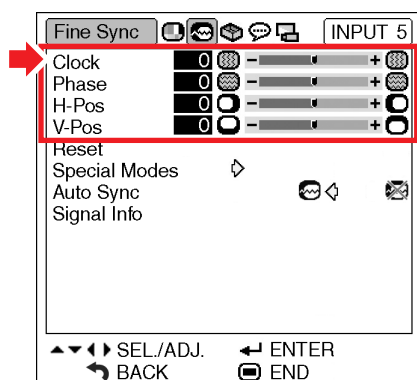 Fine Sync INPUT 5
Clock 0 - +
Phase 0 - +
H-Pos 0 - +
V-Pos 0 - +
Reset
Special Modes
Auto Sync
Signal Info
SEL./ADJ. ENTER
BACK END